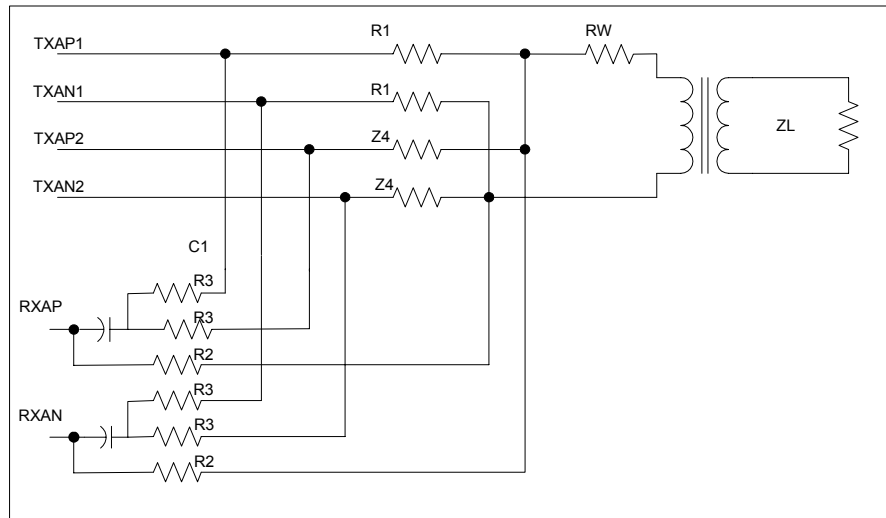 TXAP1
R1
RW
TXAN1
R1
TXAP2
Z4
ZL
TXAN2
Z4
C1
R3
RXAP
R3
R2
R3
RXAN
R3
R2